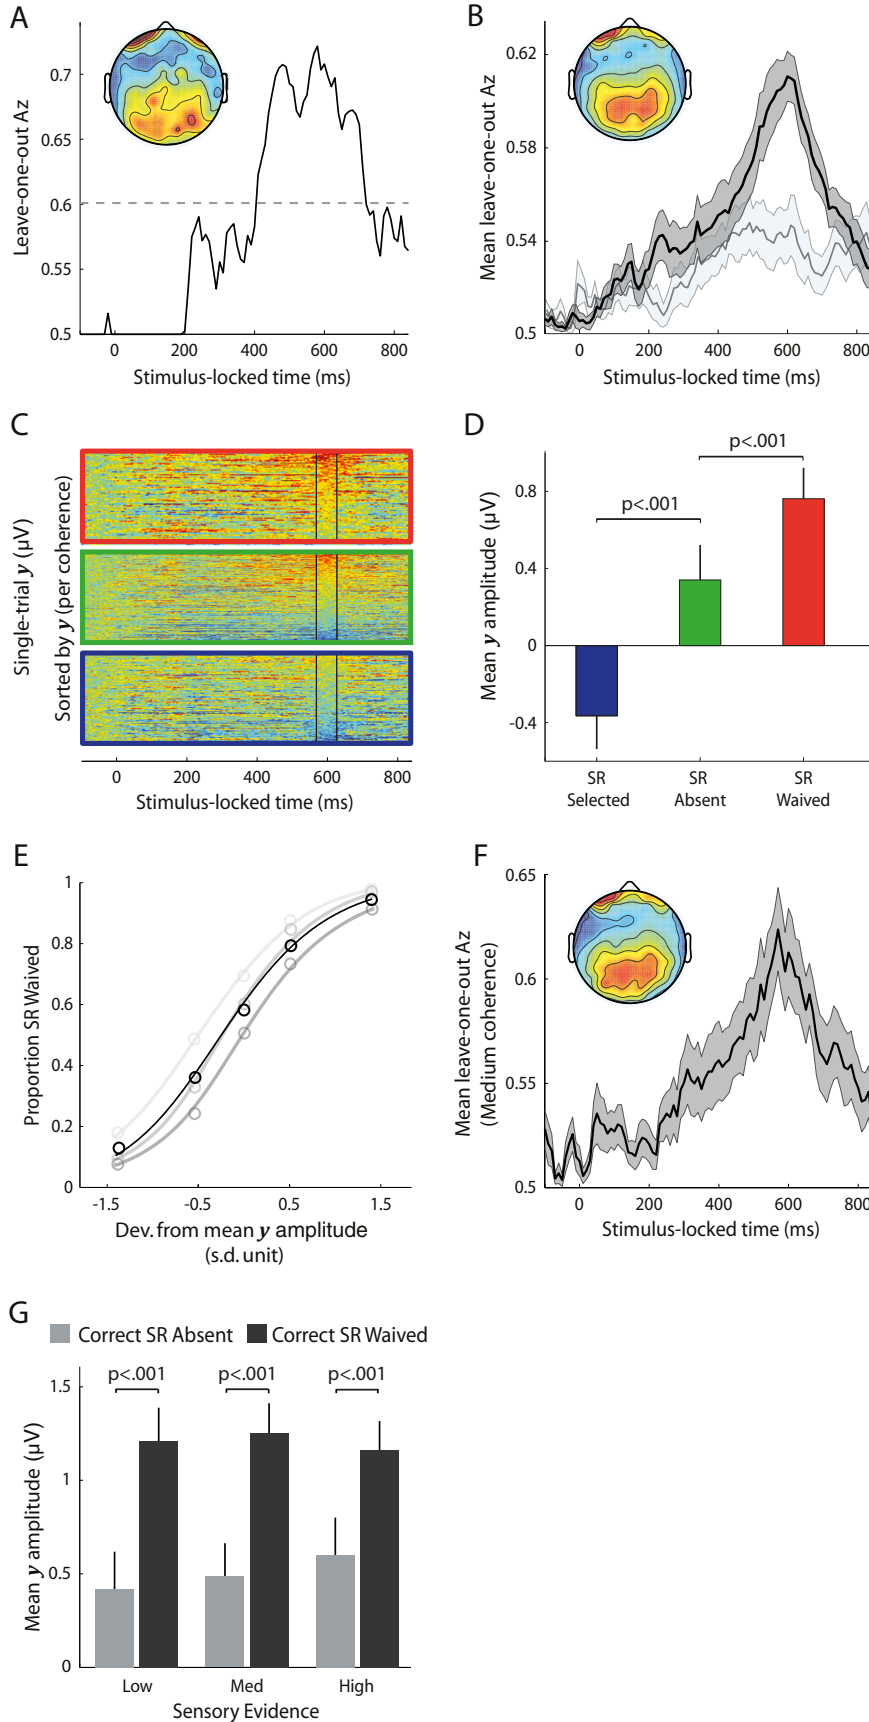 A
Leave-one-out Az
0.7
0.65
0.6
0.55
0.5
0 200 400 600 800
Stimulus-locked time (ms)
B
Mean leave-one-out Az
0.62
0.58
0.54
0.5
0 200 400 600 800
Stimulus-locked time (ms)
C
Single-trial y (µV)
Sorted by y (per coherence)
0 200 400 600 800
Stimulus-locked time (ms)
D
Mean y amplitude (µV)
0.8
0.4
0
-0.4
p<.001
p<.001
SR Selected
SR Absent
SR Waived
E
Proportion SR Waived
1
0.8
0.6
0.4
0.2
0
-1.5 -0.5 0.5 1.5
Dev. from mean y amplitude
(s.d. unit)
F
Mean leave-one-out Az
(Medium coherence)
0.65
0.6
0.55
0.5
0 200 400 600 800
Stimulus-locked time (ms)
G
Correct SR Absent Correct SR Waived
Mean y amplitude (µV)
1.5
1
0.5
0
p<.001 p<.001 p<.001
Low Med High
Sensory Evidence